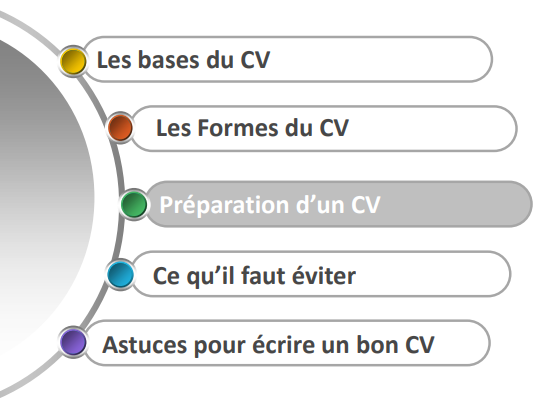 Les bases du CV
Les Formes du CV
Préparation d’un CV
Ce qu’il faut éviter
Astuces pour écrire un bon CV